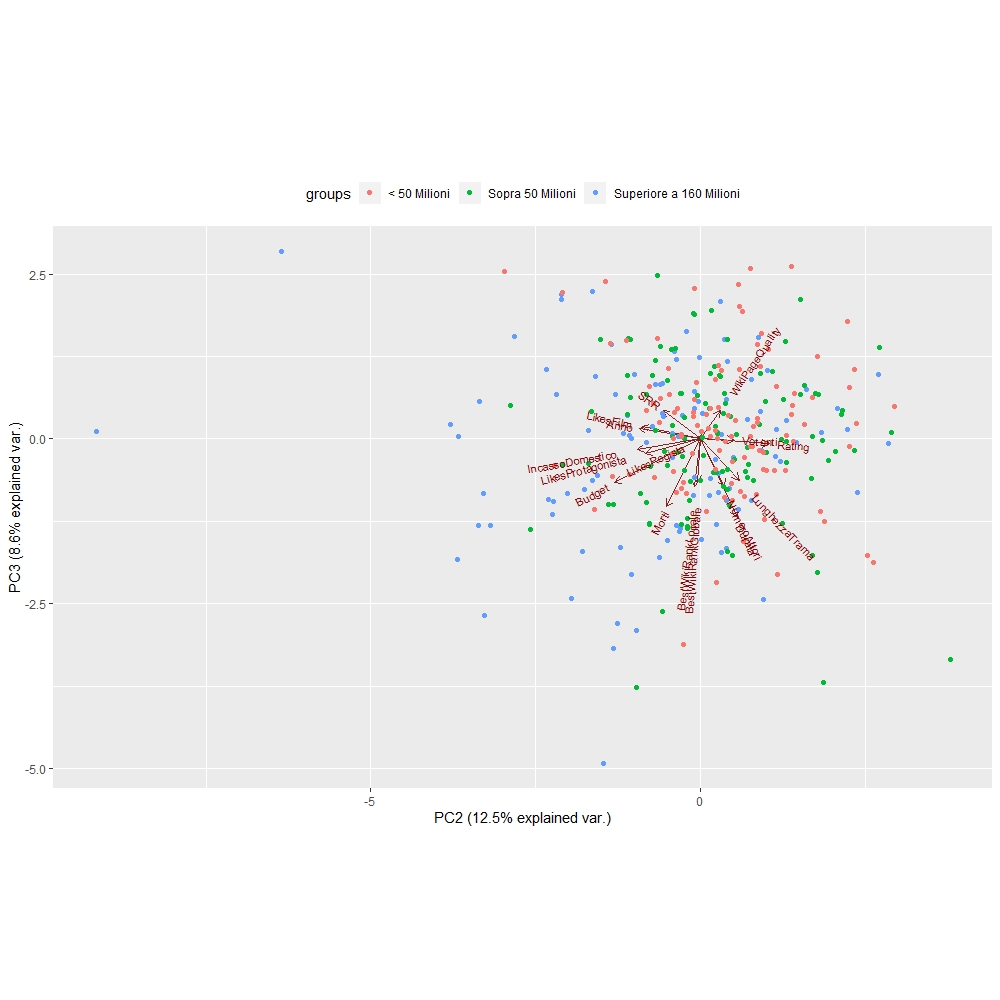 groups < 50 Milioni Sopra 50 Milioni Superiore a 160 Milioni
2.5
0.0
-2.5
-5.0
PC3 (8.6% explained var.)
WikiPageQuality
LikesFilm
Anno
Rating
IncassoDomestico
LikesProtagonista
LikesRegista
Budget
Morti
BestWikiRankGlobale
LunghezzaTrama
-5
0
PC2 (12.5% explained var.)